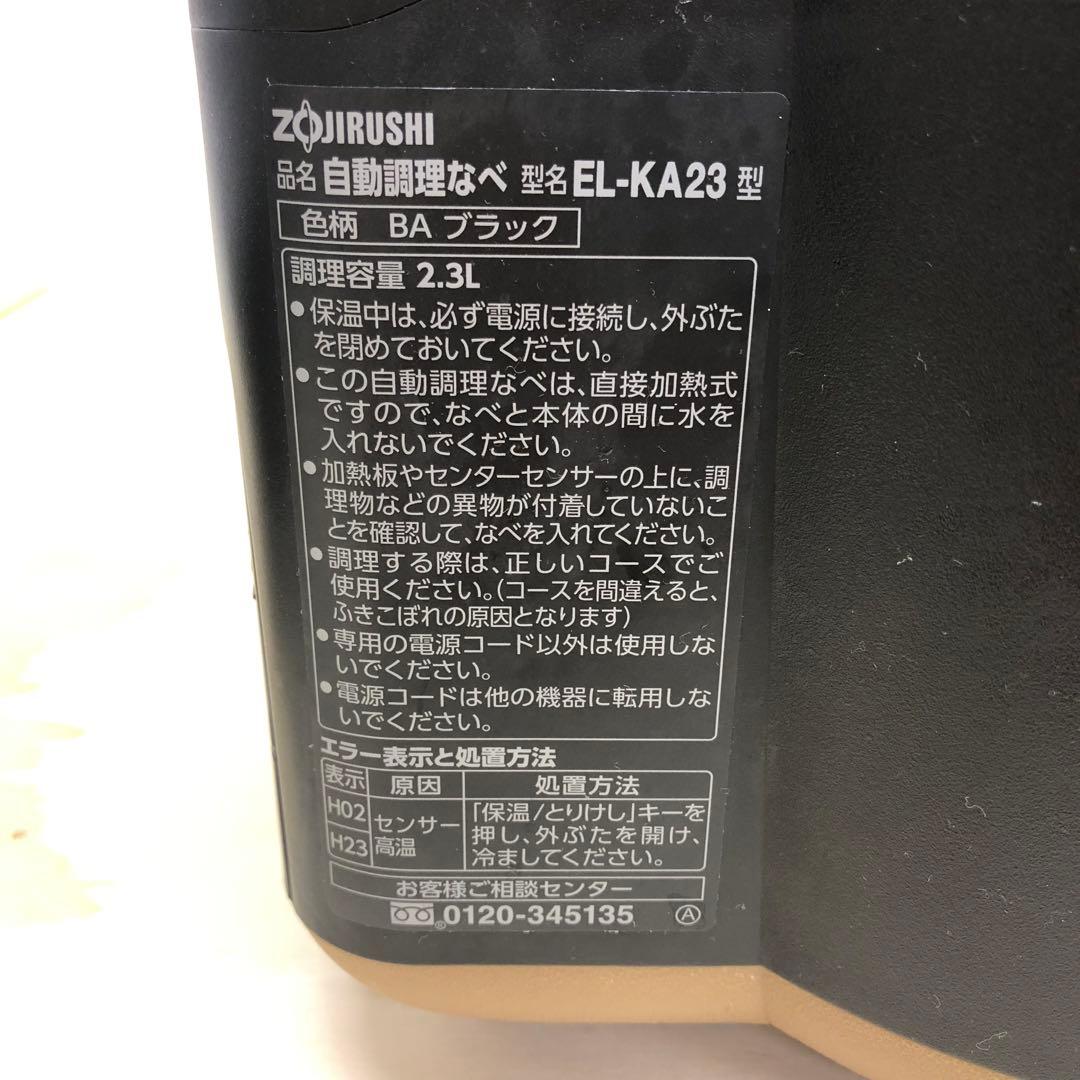 ZOJIRUSHI
品名 自動調理なべ 型名 EL-KA23 型
色柄 BA ブラック
調理容量 2.3L
●保温中は、必ず電源に接続し、外ぶた
を閉めておいてください。
●この自動調理なべは、直接加熱式
ですので、なべと本体の間に水を
入れないでください。
●加熱板やセンターセンサーの上に、調
理物などの異物が付着していないこ
とを確認して、なべを入れてください。
●調理する際は、正しいコースでご
使用ください。(コースを間違えると、
ふきこぼれの原因となります)
●専用の電源コード以外は使用しな
いでください。
●電源コードは他の機器に転用しな
いでください。
エラー表示と処置方法
表示 原因 処置方法
H02 センサー 「保温/とりけし」キーを
押し、外ぶたを開け、
H23 高温 冷ましてください。
お客様ご相談センター
® 0120-345135 Ⓐ